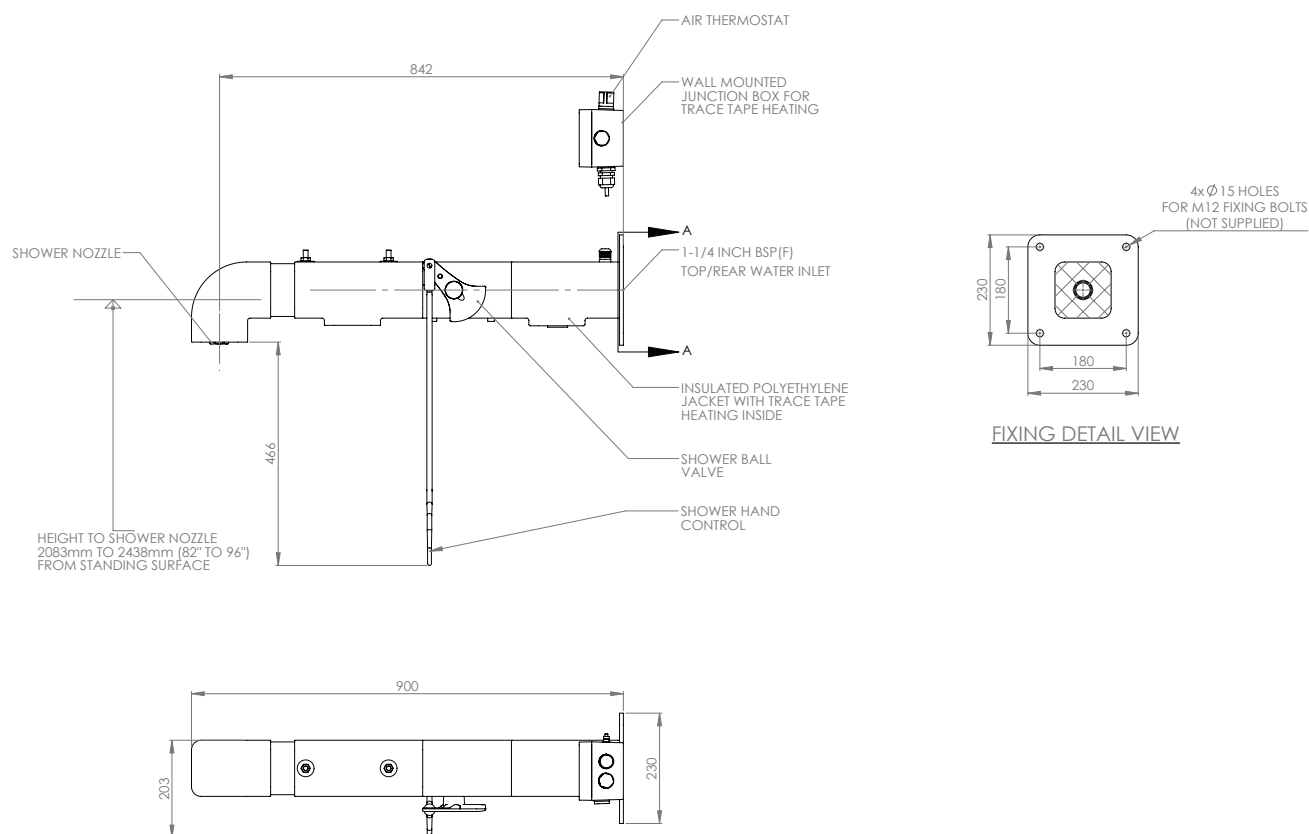 AIR THERMOSTAT
842
WALL MOUNTED
JUNCTION BOX FOR
TRACE TAPE HEATING
4x Ø 15 HOLES
FOR M12 FIXING BOLTS
(NOT SUPPLIED)
A
SHOWER NOZZLE
1-1/4 INCH BSP(F)
TOP/REAR WATER INLET
230
180
A
180
230
INSULATED POLYETHYLENE
JACKET WITH TRACE TAPE
HEATING INSIDE
FIXING DETAIL VIEW
466
SHOWER BALL
VALVE
SHOWER HAND
CONTROL
HEIGHT TO SHOWER NOZZLE
2083mm TO 2438mm (82" TO 96")
FROM STANDING SURFACE
900
203
230